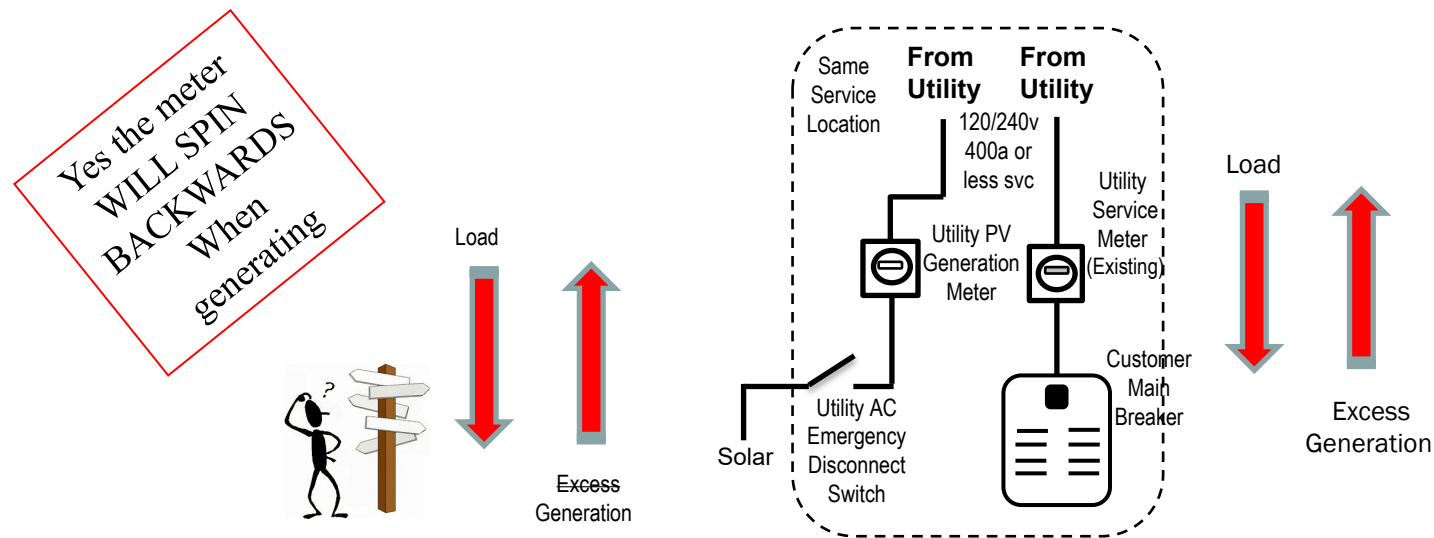 Yes the meter
WILL SPIN
BACKWARDS
When
generating
Load
?
Excess
Generation
Same
Service
Location
From
Utility
From
Utility
120/240v
400a or
less svc
Utility PV
Generation
Meter
Utility
Service
Meter
(Existing)
Utility AC
Emergency
Disconnect
Switch
Solar
Customer
Main
Breaker
Load
Excess
Generation